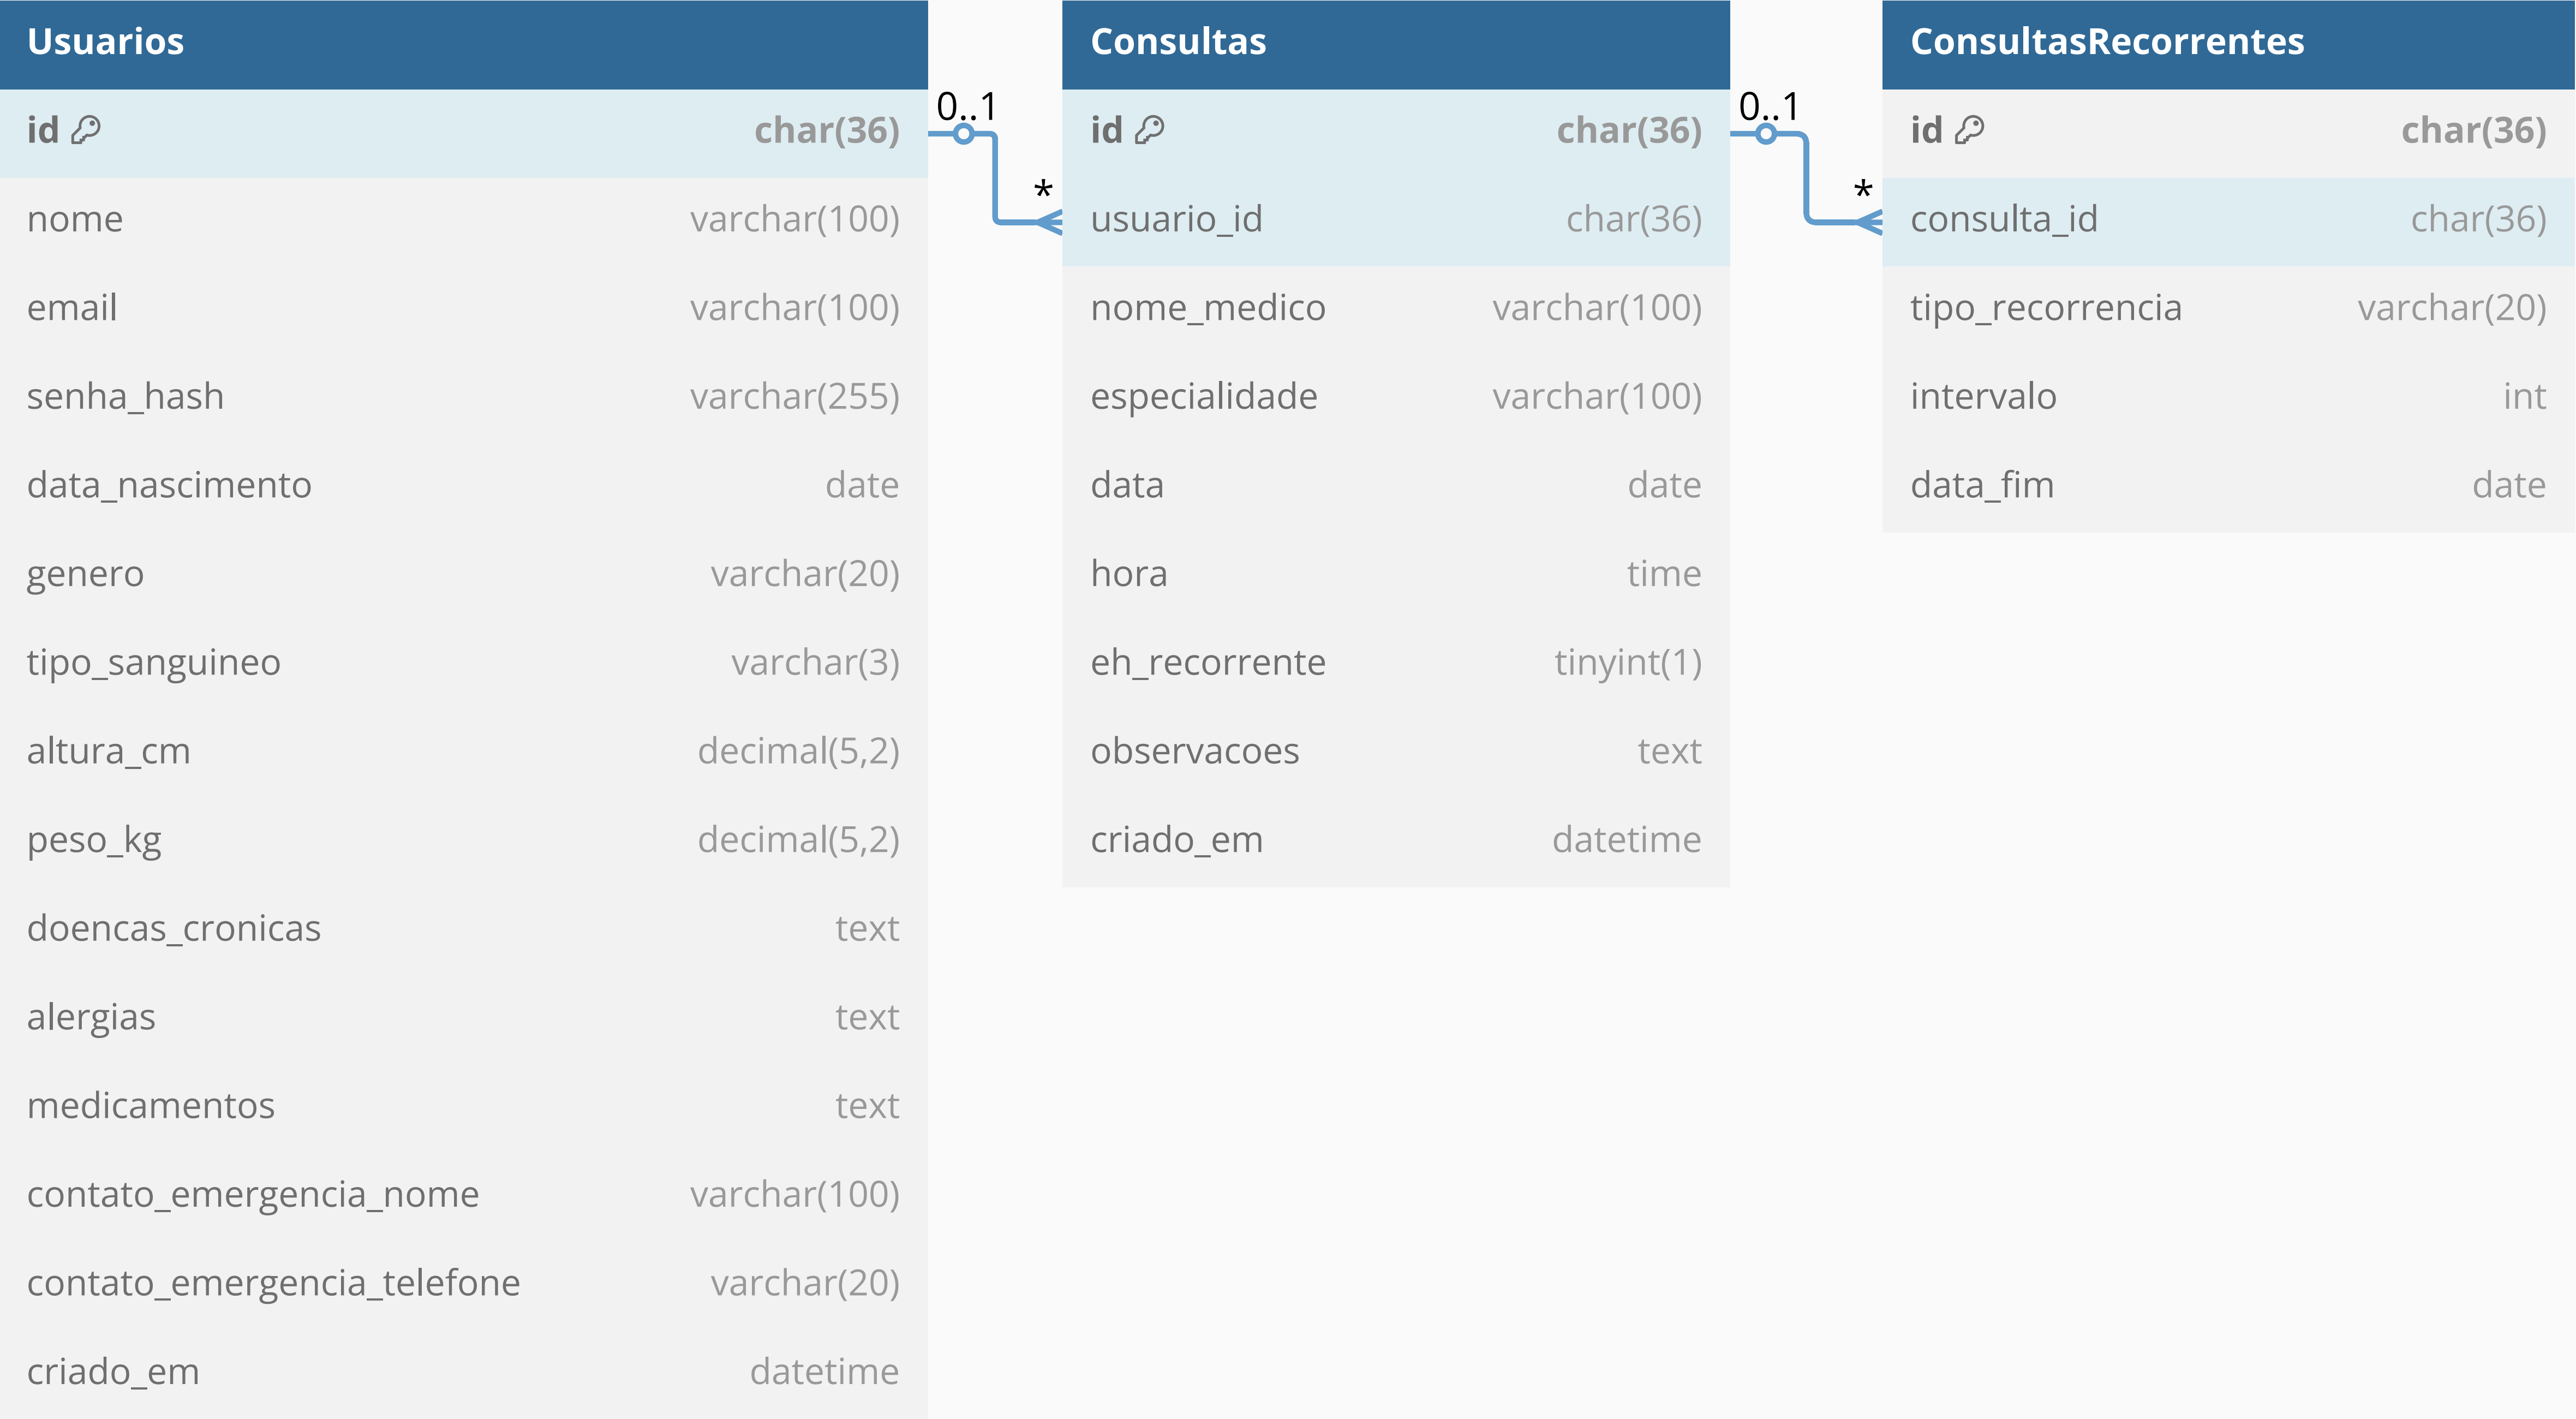 Usuarios
id char(36)
nome varchar(100)
email varchar(100)
senha_hash varchar(255)
data_nascimento date
genero varchar(20)
tipo_sanguineo varchar(3)
altura_cm decimal(5,2)
peso_kg decimal(5,2)
doencas_cronicas text
alergias text
medicamentos text
contato_emergencia_nome varchar(100)
contato_emergencia_telefone varchar(20)
criado_em datetime
0..1
*
Consultas
id char(36)
usuario_id char(36)
nome_medico varchar(100)
especialidade varchar(100)
data date
hora time
eh_recorrente tinyint(1)
observacoes text
criado_em datetime
0..1
*
ConsultasRecorrentes
id char(36)
consulta_id char(36)
tipo_recorrencia varchar(20)
intervalo int
data_fim date